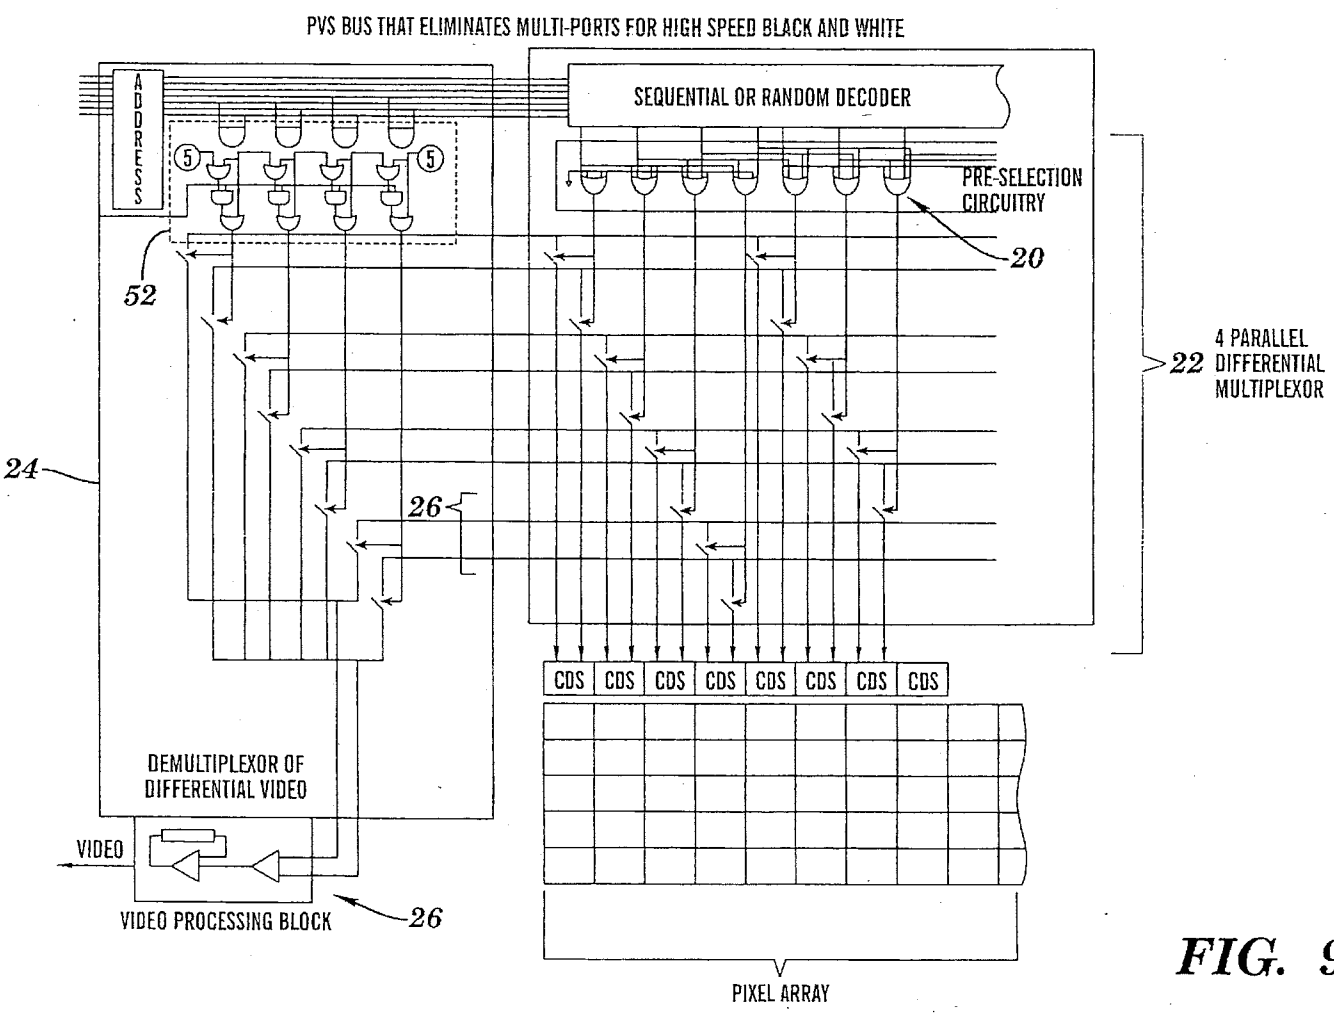 PVS BUS THAT ELIMINATES MULTI-PORTS FOR HIGH SPEED BLACK AND WHITE
ADDRESS
SEQUENTIAL OR RANDOM DECODER
5
5
PRE-SELECTION
CIRCUITRY
20
52
4 PARALLEL
22 DIFFERENTIAL
MULTIPLEXOR
24
26
CDS CDS CDS CDS CDS CDS CDS CDS
DEMULTIPLEXOR OF
DIFFERENTIAL VIDEO
VIDEO
26
VIDEO PROCESSING BLOCK
PIXEL ARRAY
FIG. 9